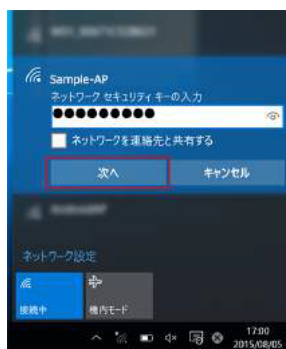 Sample-AP
ネットワーク セキュリティ キーの入力
●●●●●●●●●●
ネットワークを連絡先と共有する
次へ
キャンセル
ネットワーク設定
接続中
機内モード
17:00
2015/08/05